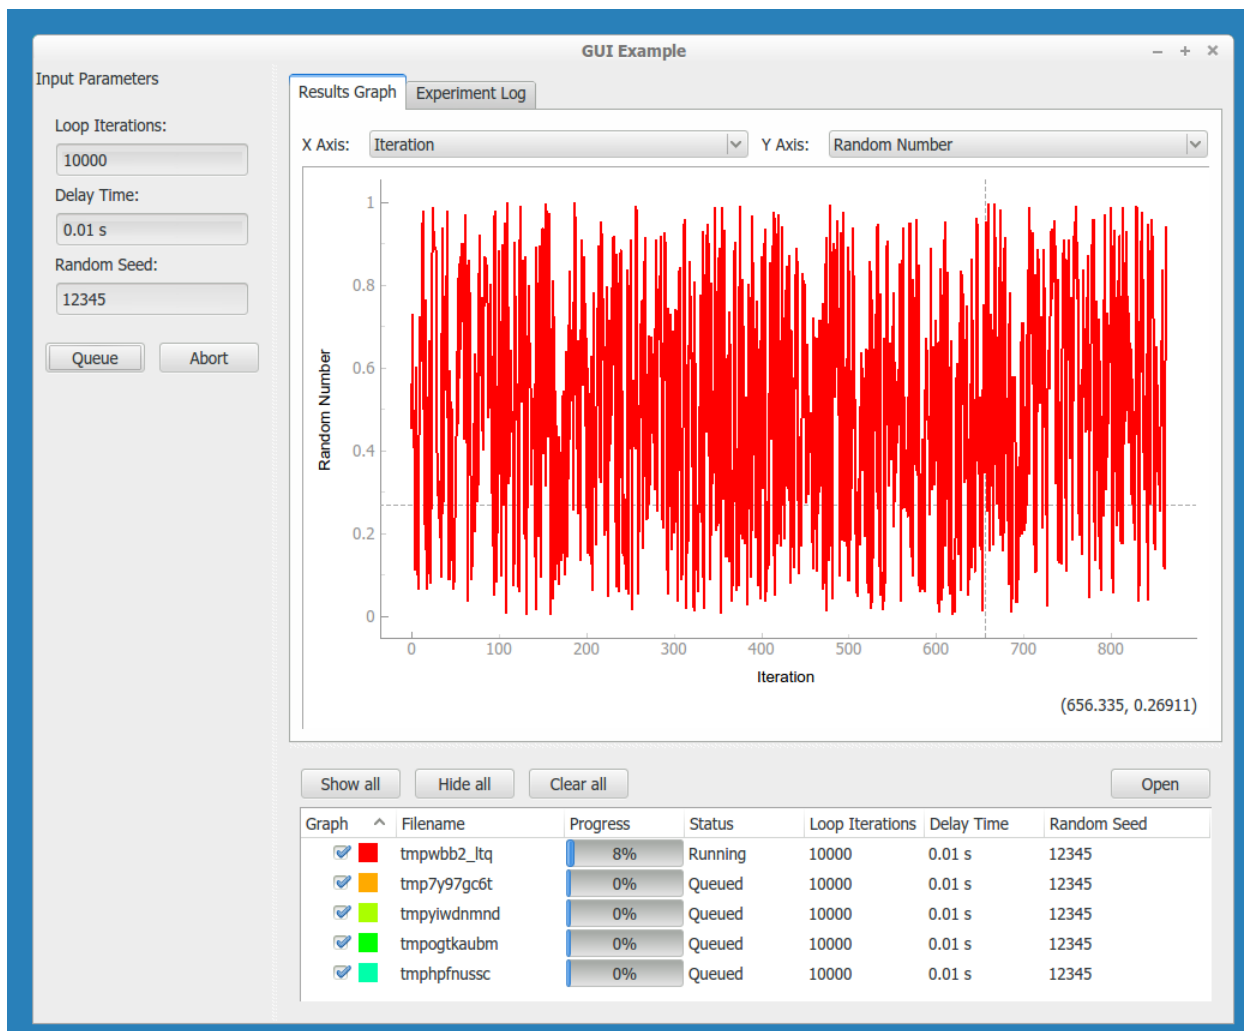 GUI Example
Input Parameters
Loop Iterations:
10000
Delay Time:
0.01 s
Random Seed:
12345
Queue Abort
Results Graph Experiment Log
X Axis: Iteration Y Axis: Random Number
1
0.8
0.6
0.4
0.2
0
Random Number
0 100 200 300 400 500 600 700 800
Iteration
(656.335, 0.26911)
Show all Hide all Clear all Open
Graph Filename Progress Status Loop Iterations Delay Time Random Seed
tmpwbb2_ltq 8% Running 10000 0.01 s 12345
tmp7y97gc6t 0% Queued 10000 0.01 s 12345
tmpyiwdnmnd 0% Queued 10000 0.01 s 12345
tmpogtkaubm 0% Queued 10000 0.01 s 12345
tmphpfnussc 0% Queued 10000 0.01 s 12345